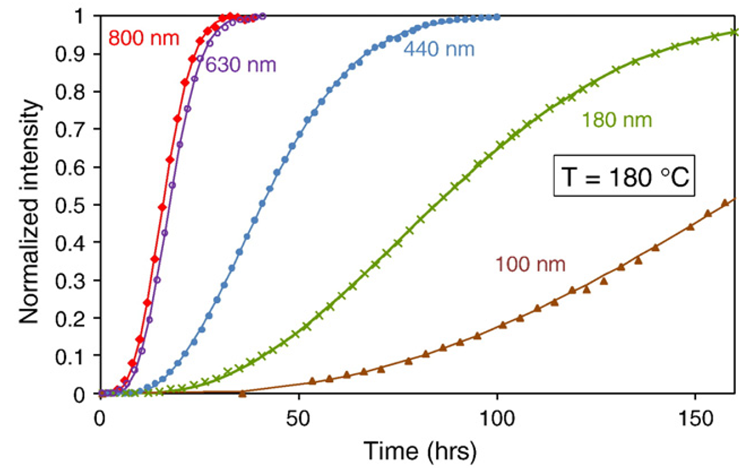 1
0.9
0.8
0.7
0.6
0.5
0.4
0.3
0.2
0.1
0
Normalized intensity
800 nm
630 nm
440 nm
180 nm
T = 180 °C
100 nm
0 50 100 150
Time (hrs)